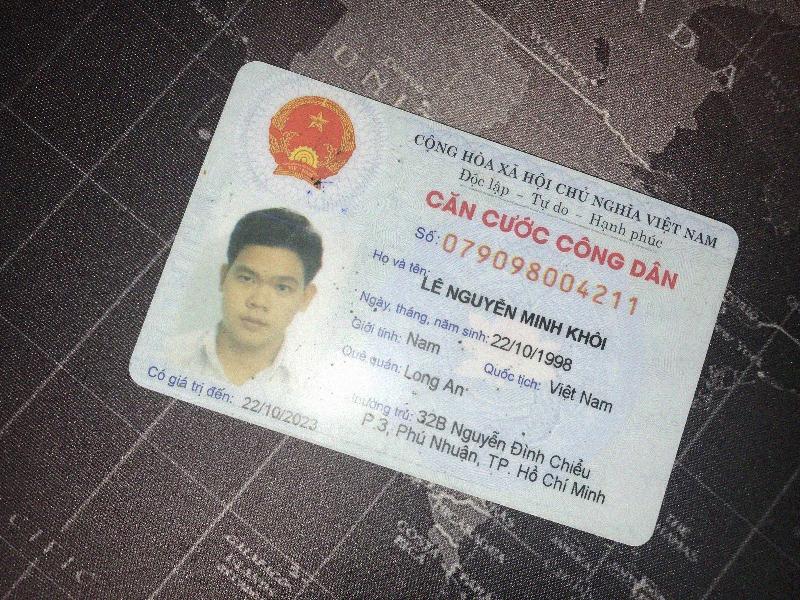 CỘNG HÒA XÃ HỘI CHỦ NGHĨA VIỆT NAM
Độc lập - Tự do - Hạnh phúc
CĂN CƯỚC CÔNG DÂN
Số: 079098004211
Họ và tên:
LÊ NGUYÊN MINH KHÔI
Ngày, tháng, năm sinh: 22/10/1998
Giới tính: Nam Quốc tịch: Việt Nam
Quê quán: Long An
thường trú: 32B Nguyễn Đình Chiểu
P 3, Phú Nhuận, TP. Hồ Chí Minh
Có giá trị đến: 22/10/2023